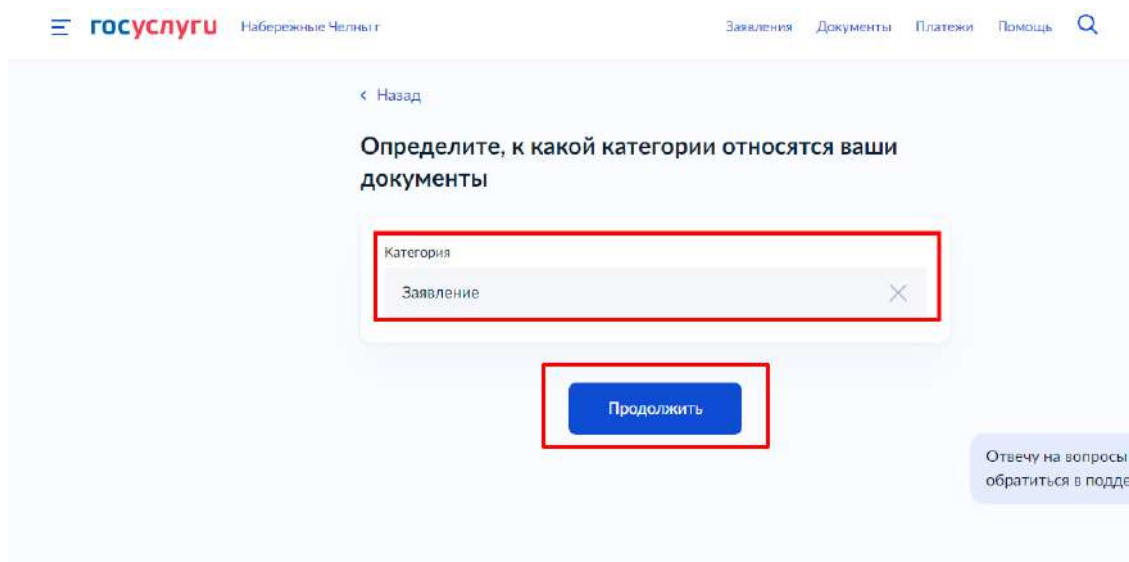 госуслуги Набережные Челны г Заявления Документы Платежи Помощь
Назад
Определите, к какой категории относятся ваши
документы
Категория
Заявление
Продолжить
Отвечу на вопросы
обратиться в подде